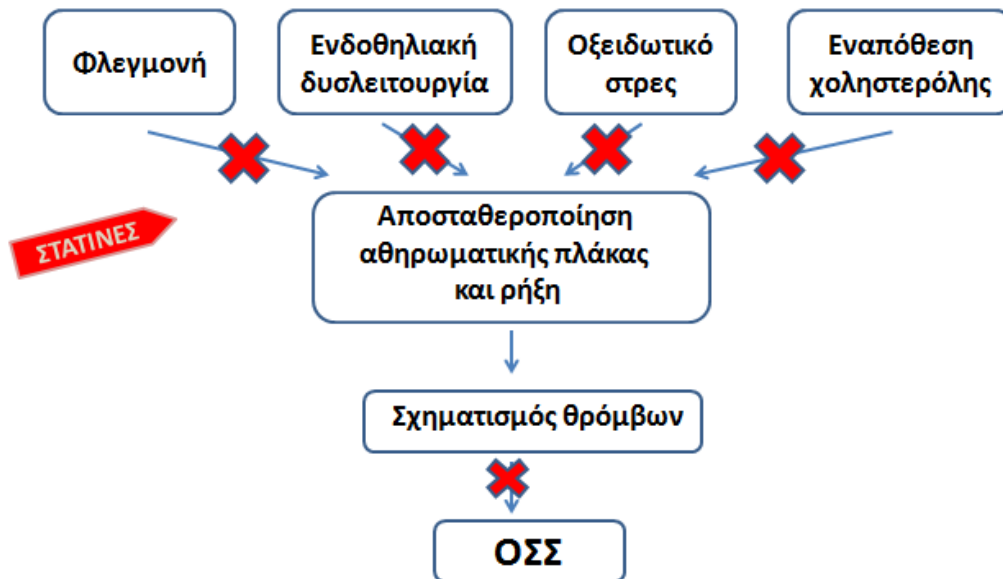 Φλεγμονή
Ενδοθηλιακή
δυσλειτουργία
Οξειδωτικό
στρες
Εναπόθεση
χοληστερόλης
ΣΤΑΤΙΝΕΣ
Αποσταθεροποίηση
αθηρωματικής πλάκας
και ρήξη
Σχηματισμός θρόμβων
ΟΣΣ